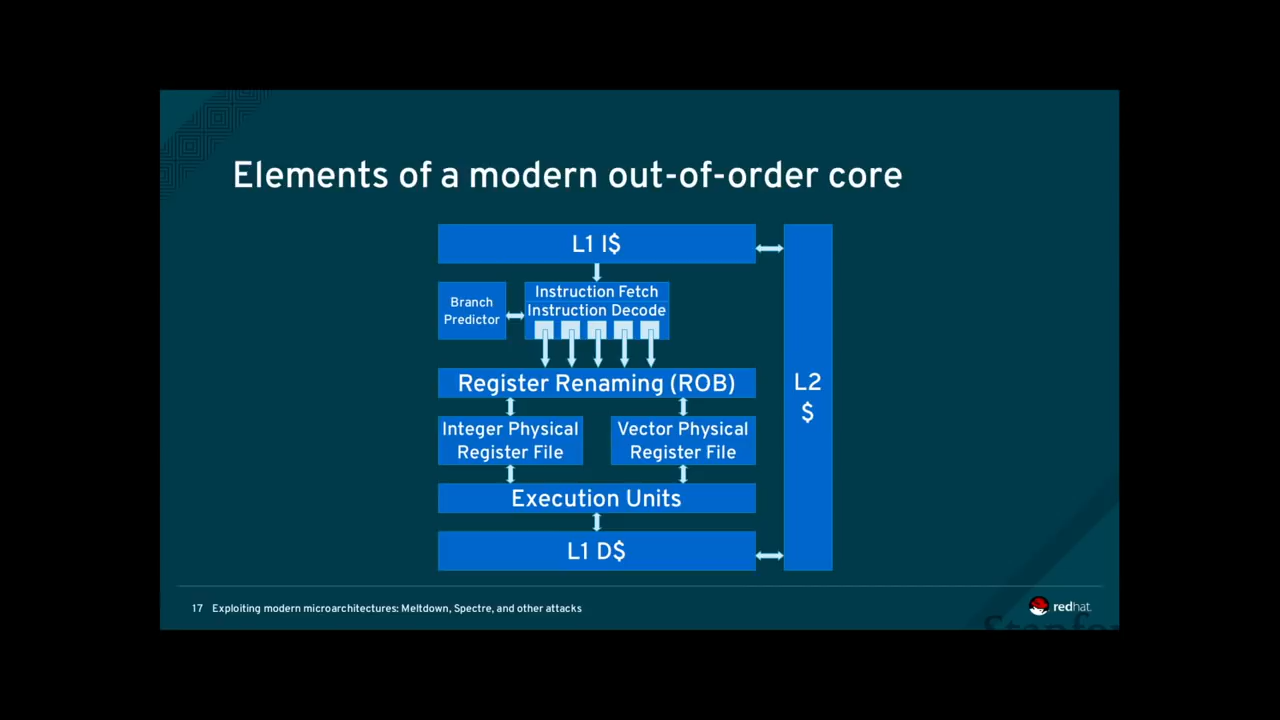 Elements of a modern out-of-order core
L1 I$
Branch
Predictor
Instruction Fetch
Instruction Decode
Register Renaming (ROB)
Integer Physical
Register File
Vector Physical
Register File
Execution Units
L1 D$
L2
$
17 Exploiting modern microarchitectures: Meltdown, Spectre, and other attacks
redhat.